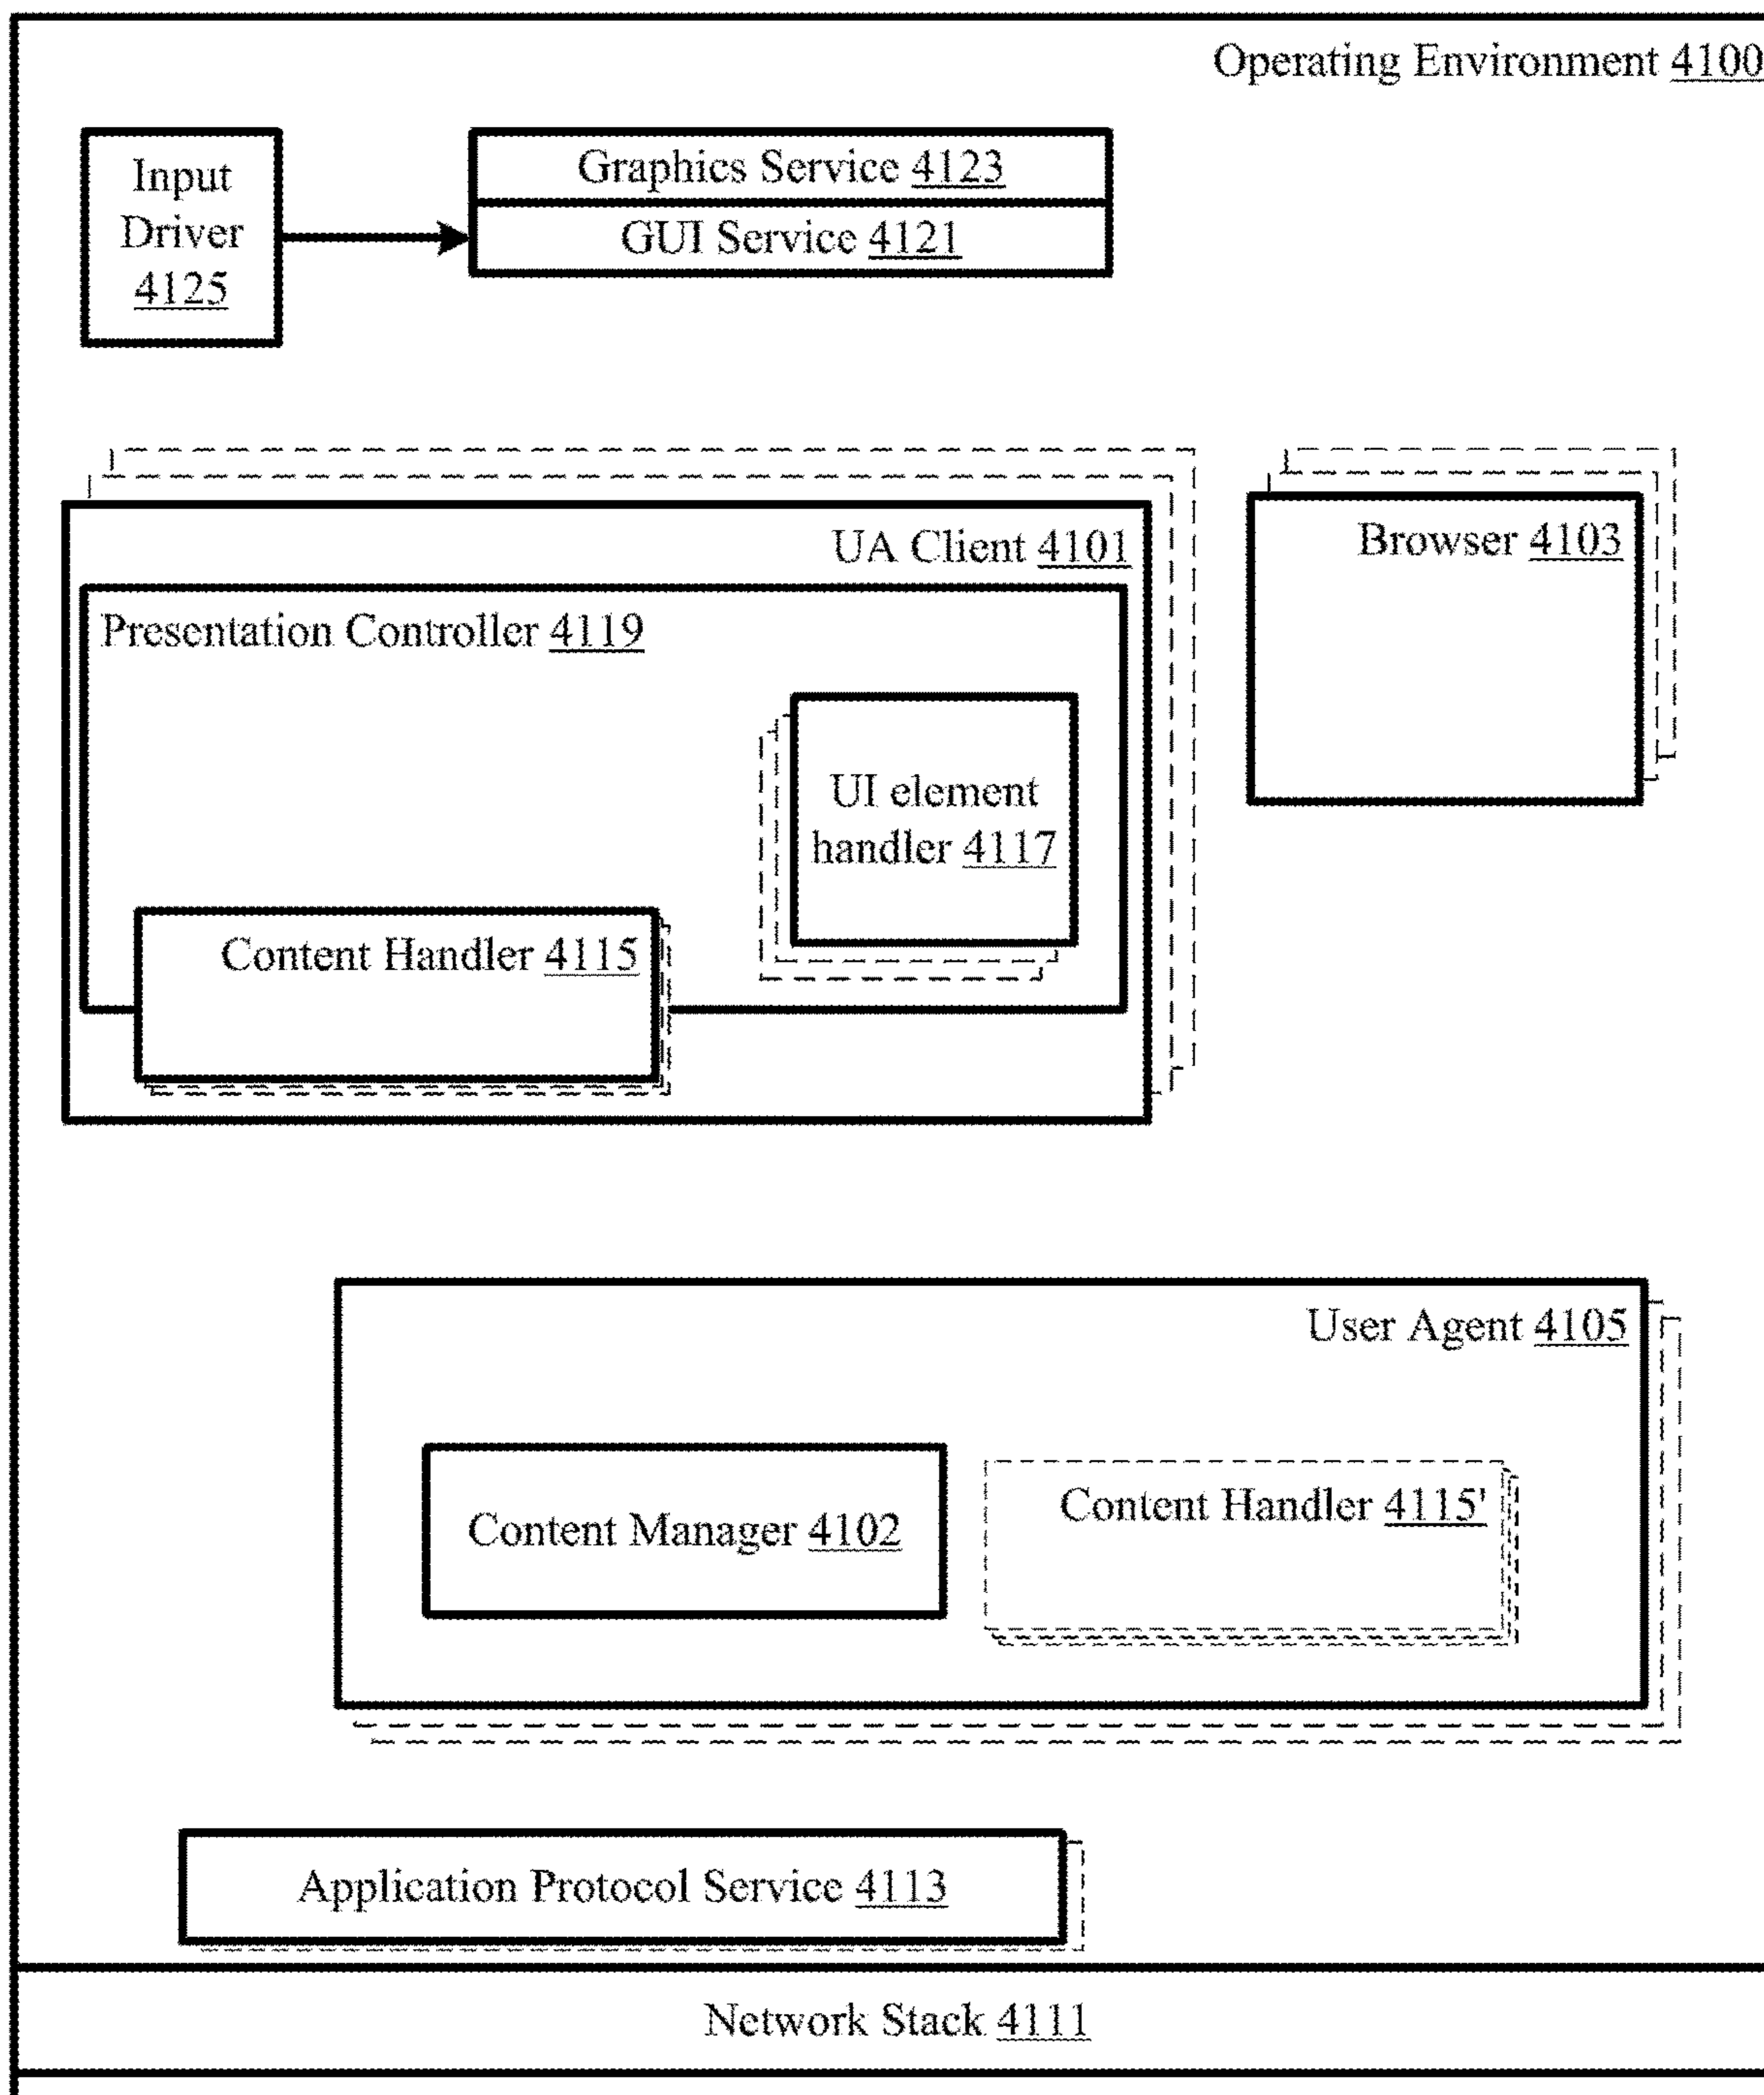 Operating Environment 4100
Input
Driver
4125
Graphics Service 4123
GUI Service 4121
UA Client 4101
Browser 4103
Presentation Controller 4119
UI element
handler 4117
Content Handler 4115
User Agent 4105
Content Manager 4102
Content Handler 4115'
Application Protocol Service 4113
Network Stack 4111